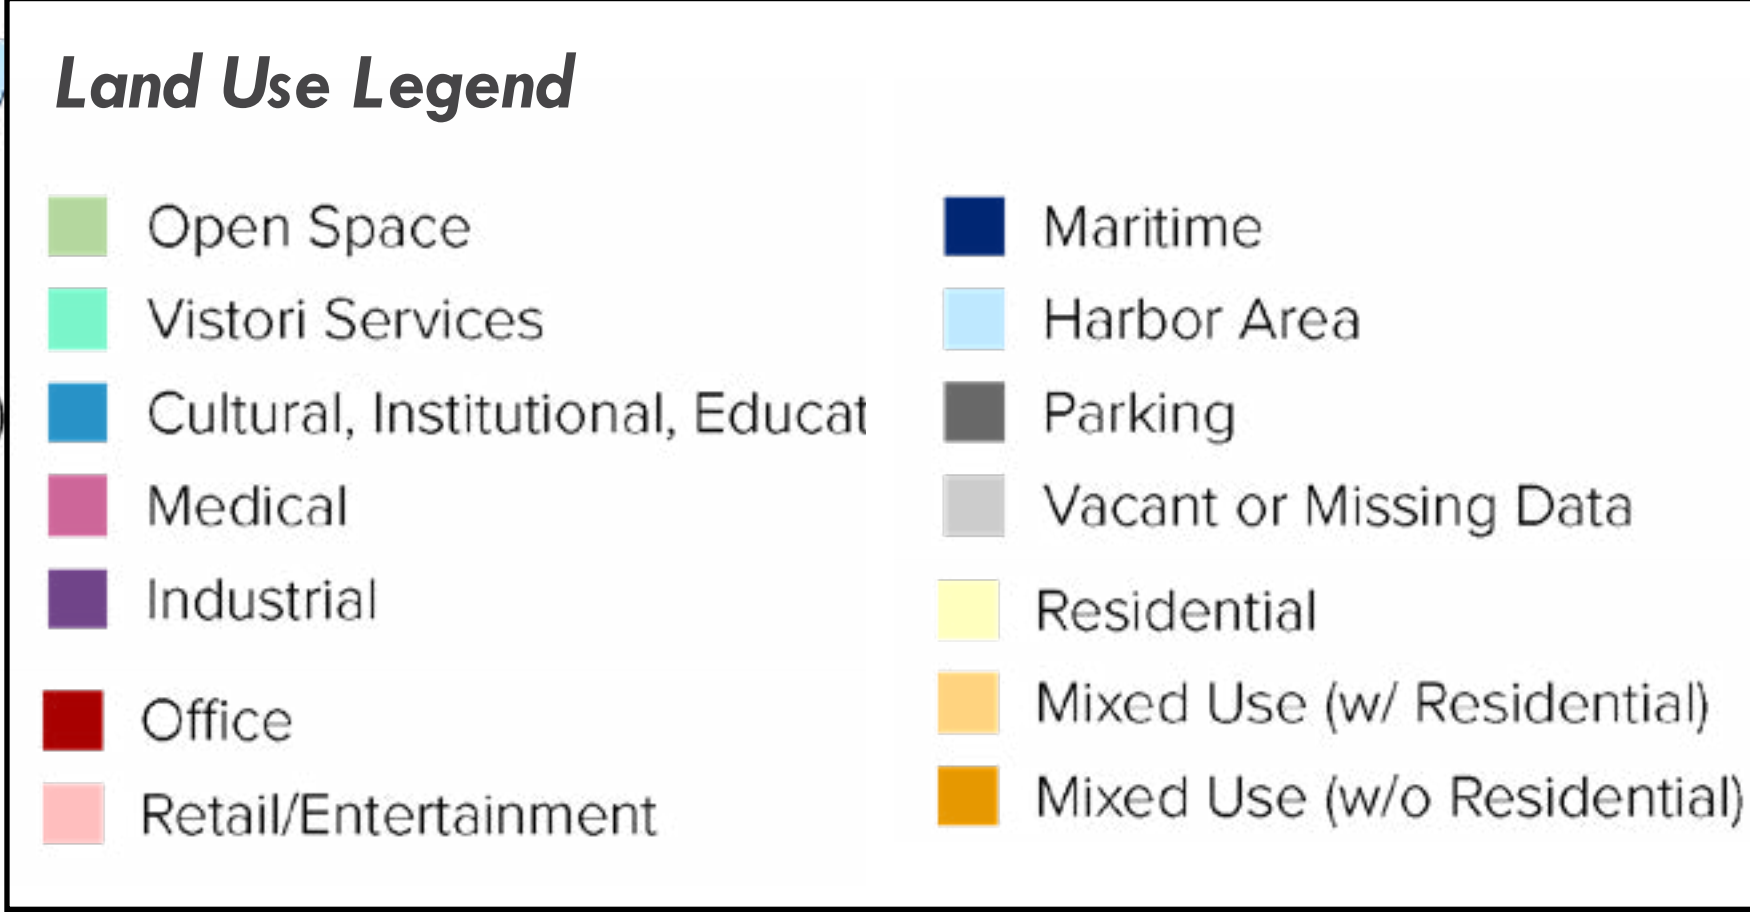 Land Use Legend
Open Space
Vistori Services
Cultural, Institutional, Educat
Medical
Industrial
Office
Retail/Entertainment
Maritime
Harbor Area
Parking
Vacant or Missing Data
Residential
Mixed Use (w/ Residential)
Mixed Use (w/o Residential)